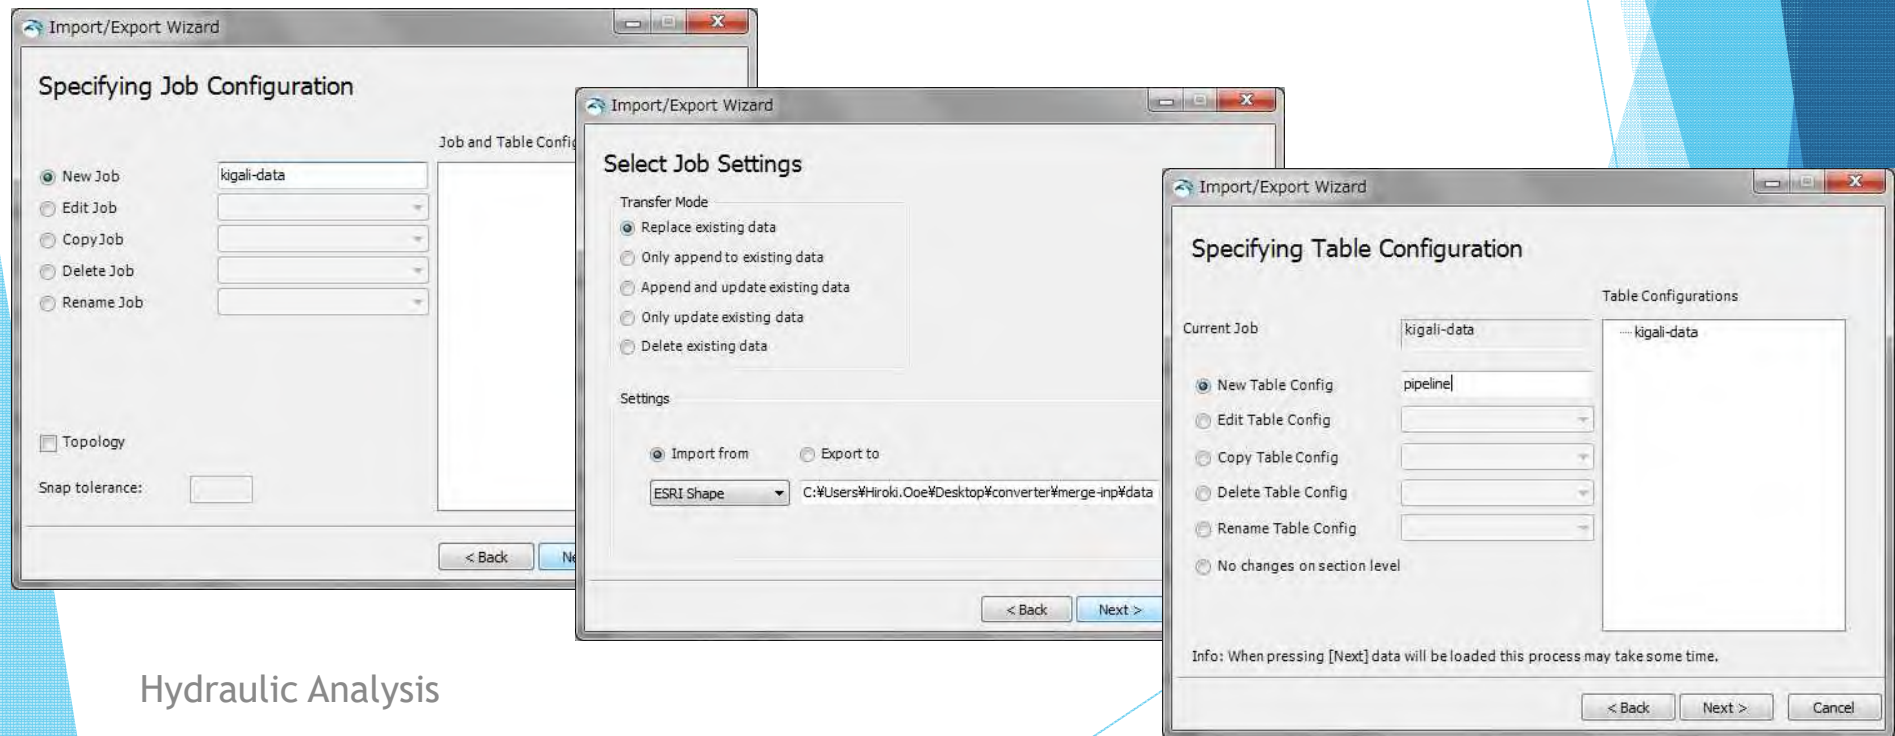 Import/Export Wizard
Specifying Job Configuration
Job and Table Config
New Job
kigali-data
Edit Job
Copy Job
Delete Job
Rename Job
Topology
Snap tolerance:
< Back
Ne
Import/Export Wizard
Select Job Settings
Transfer Mode
Replace existing data
Only append to existing data
Append and update existing data
Only update existing data
Delete existing data
Settings
Import from
Export to
ESRI Shape
C:¥Users¥Hiroki.Ooe¥Desktop¥converter¥merge-inp¥data
< Back
Next >
Import/Export Wizard
Specifying Table Configuration
Table Configurations
Current Job
kigali-data
kigali-data
New Table Config
pipeline
Edit Table Config
Copy Table Config
Delete Table Config
Rename Table Config
No changes on section level
Info: When pressing [Next] data will be loaded this process may take some time.
< Back
Next >
Cancel
Hydraulic Analysis